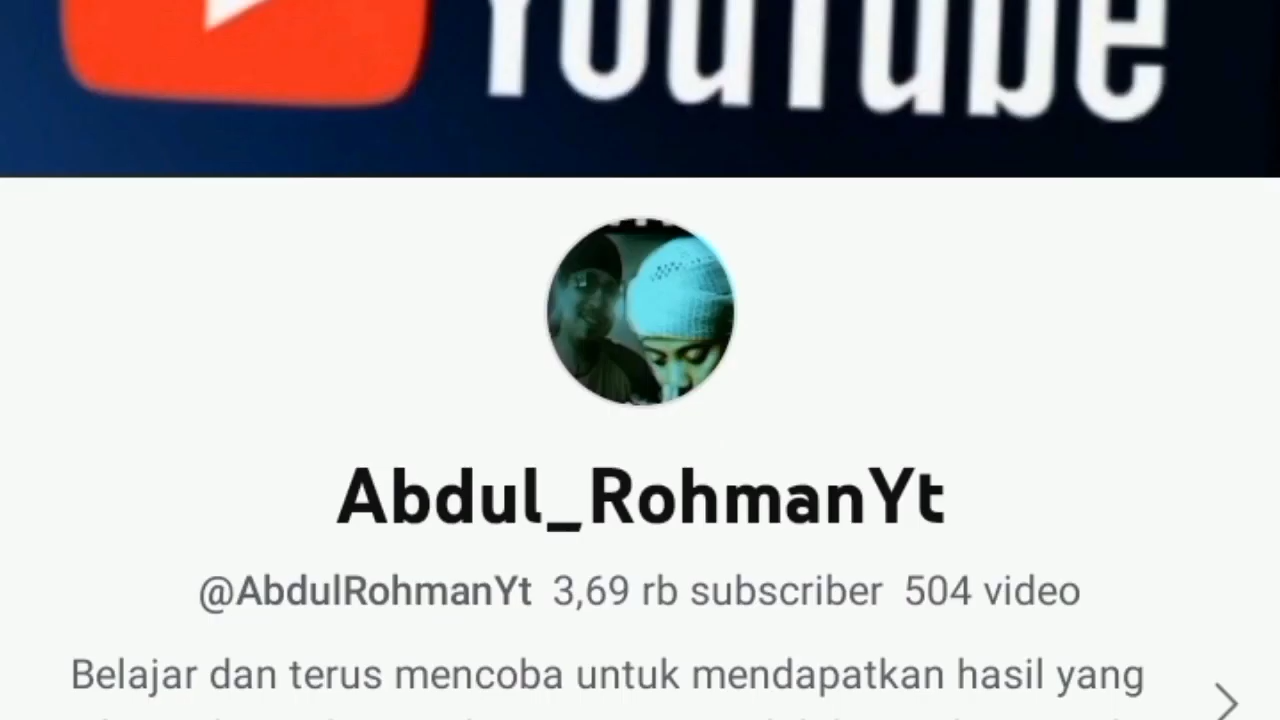 YouTube
Abdul_RohmanYt
@AbdulRohmanYt 3,69 rb subscriber 504 video
Belajar dan terus mencoba untuk mendapatkan hasil yang